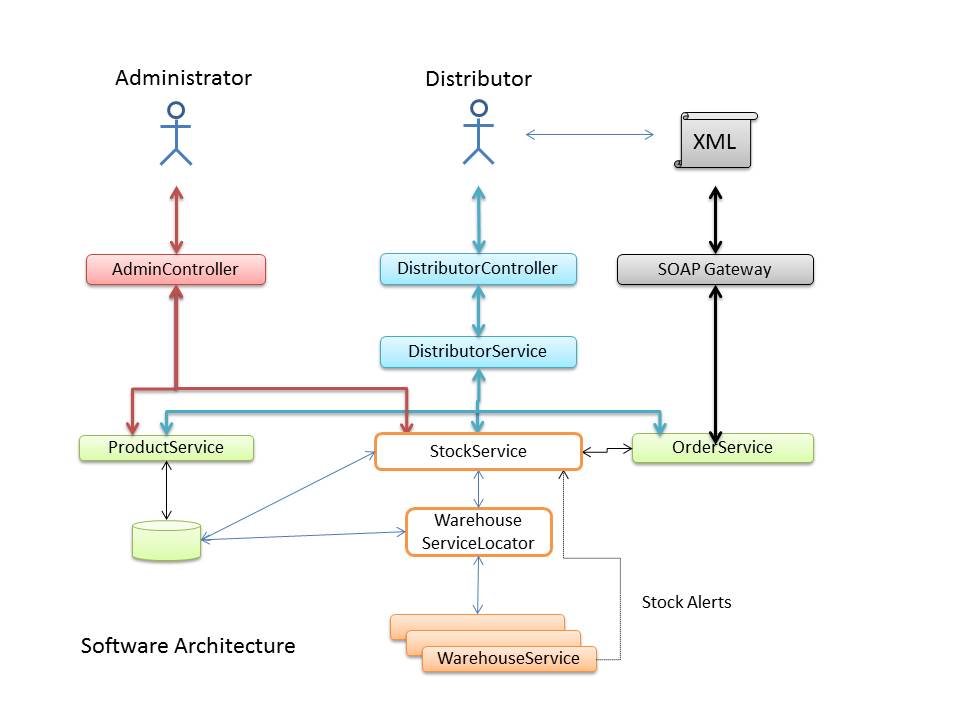 Administrator
Distributor
XML
AdminController
DistributorController
SOAP Gateway
DistributorService
ProductService
StockService
OrderService
Warehouse
ServiceLocator
Stock Alerts
Software Architecture
WarehouseService